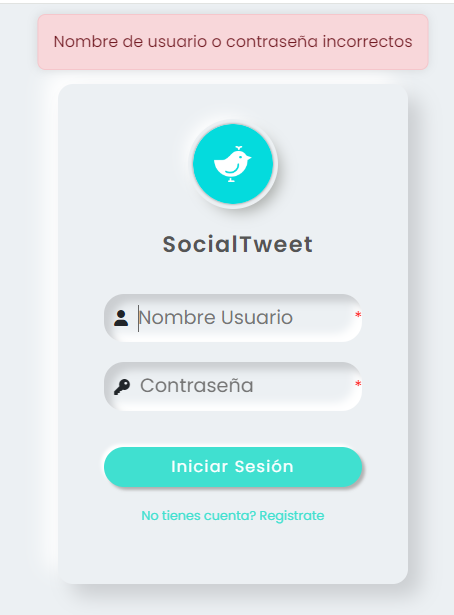 Nombre de usuario o contraseña incorrectos
SocialTweet
Nombre Usuario *
Contraseña *
Iniciar Sesión
No tienes cuenta? Registrate